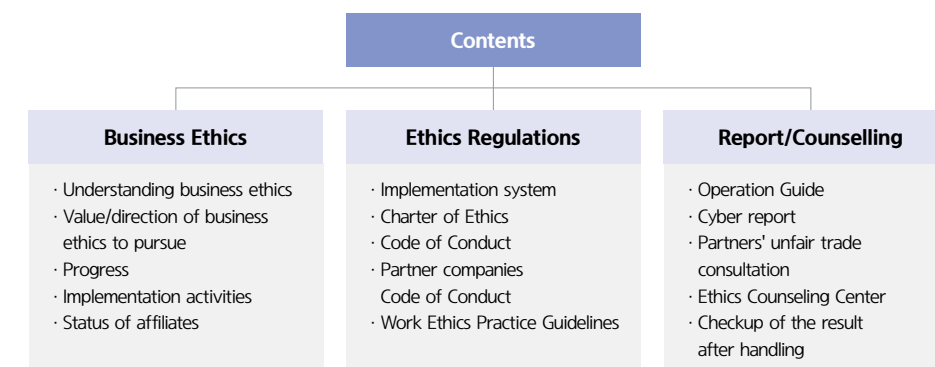 Contents
Business Ethics
· Understanding business ethics
· Value/direction of business
ethics to pursue
· Progress
· Implementation activities
· Status of affiliates
Ethics Regulations
· Implementation system
· Charter of Ethics
· Code of Conduct
· Partner companies
Code of Conduct
· Work Ethics Practice Guidelines
Report/Counselling
· Operation Guide
· Cyber report
· Partners' unfair trade
consultation
· Ethics Counseling Center
· Checkup of the result
after handling